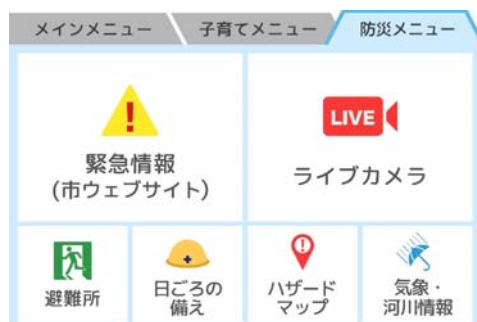 メインメニュー 子育てメニュー 防災メニュー
LIVE
緊急情報
(市ウェブサイト)
ライブカメラ
避難所
日ごろの
備え
ハザード
マップ
気象・
河川情報